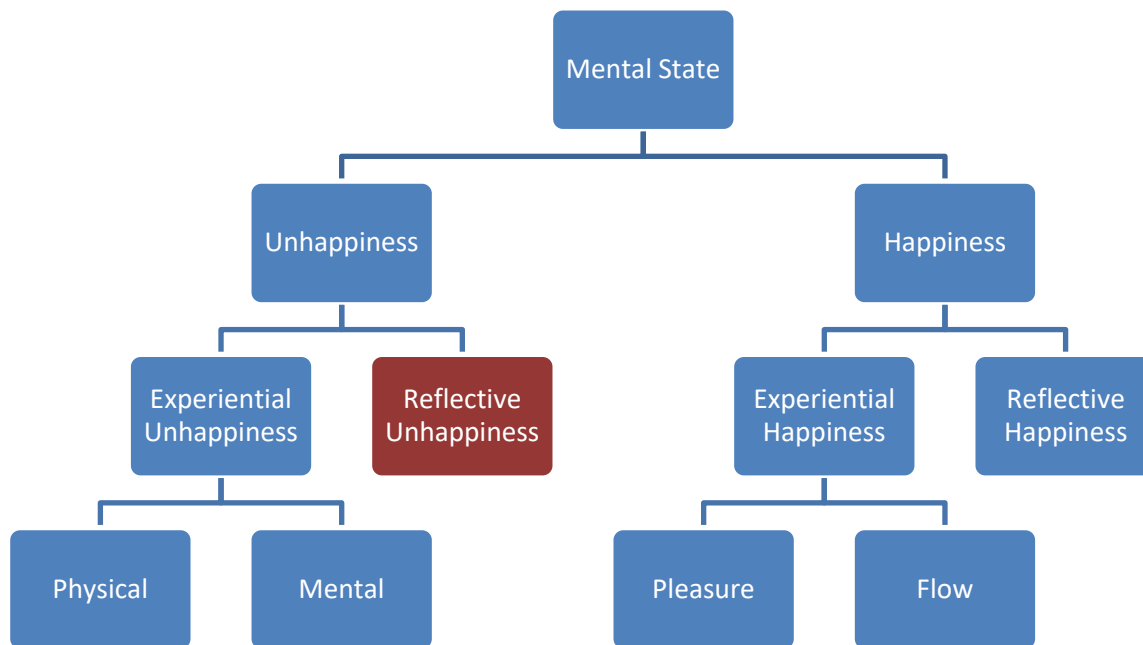 Mental State
Unhappiness
Happiness
Experiential
Unhappiness
Reflective
Unhappiness
Experiential
Happiness
Reflective
Happiness
Physical
Mental
Pleasure
Flow